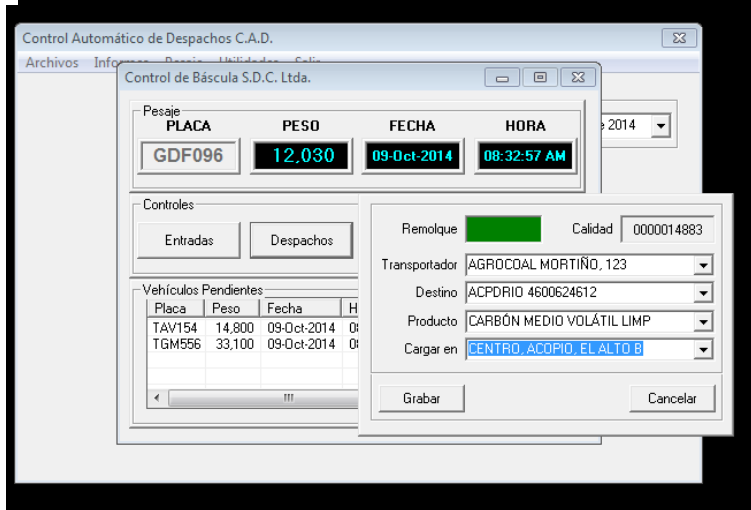 Control Automático de Despachos C.A.D.
Archivos
Control de Báscula S.D.C. Ltda.
2014
Pesaje
PLACA PESO FECHA HORA
GDF096 12,030 09-Oct-2014 08:32:57 AM
Controles
Entradas Despachos
Remolque Calidad 0000014883
Transportador AGROCOAL MORTIÑO, 123
Destino ACPDRIO 4600624612
Producto CARBÓN MEDIO VOLÁTIL LIMP
Cargar en CENTRO, ACOPIO, EL ALTO B
Grabar Cancelar
Vehículos Pendientes
Placa Peso Fecha H
TAV154 14,800 09-Oct-2014
TGM556 33,100 09-Oct-2014